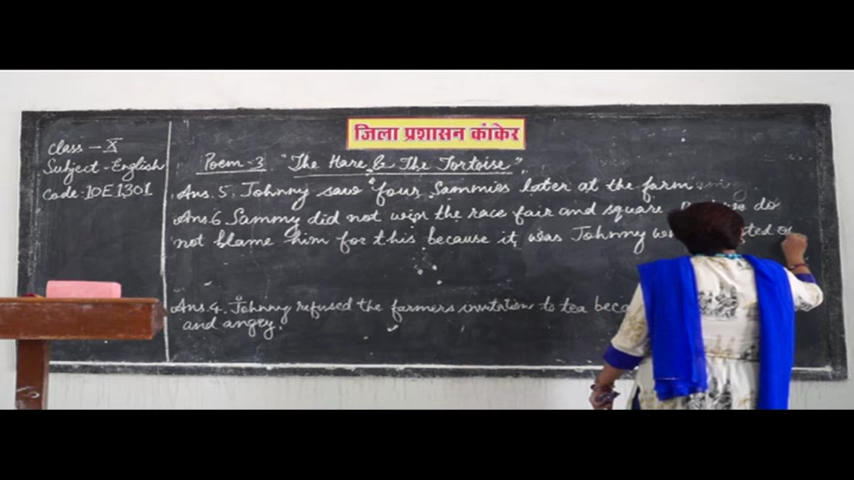 जिला प्रशासन कांकेर
Class - X
Subject - English
Code: 10E1301
Poem-3 "The Hare & The Tortoise".
Ans. 5. Johnny saw four Sammies later at the farm
Ans. 6. Sammy did not win the race fair and square do
not blame him for this because it was Johnny
Ans. 4. Johnny refused the farmers invitation to tea
and angry.